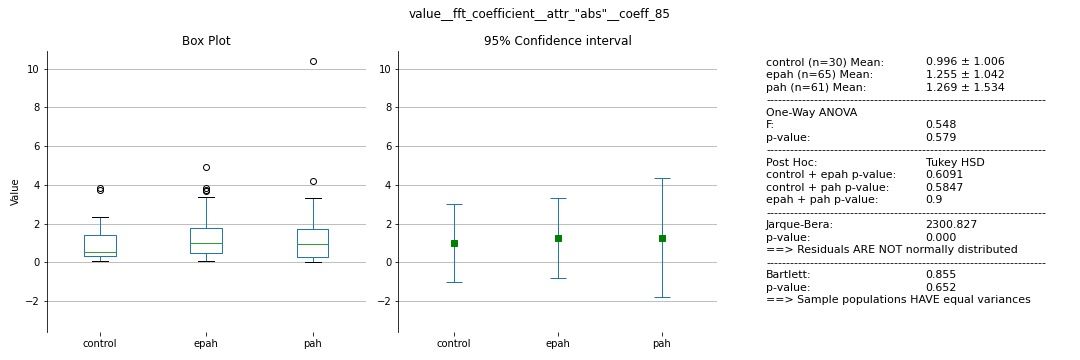 value__fft_coefficient__attr_"abs"__coeff_85
Box Plot
10
8
6
4
2
0
−2
Value
control epah pah
95% Confidence interval
10
8
6
4
2
0
−2
control epah pah
control (n=30) Mean: 0.996 ± 1.006
epah (n=65) Mean: 1.255 ± 1.042
pah (n=61) Mean: 1.269 ± 1.534
One-Way ANOVA
F: 0.548
p-value: 0.579
Post Hoc: Tukey HSD
control + epah p-value: 0.6091
control + pah p-value: 0.5847
epah + pah p-value: 0.9
Jarque-Bera: 2300.827
p-value: 0.000
==> Residuals ARE NOT normally distributed
Bartlett: 0.855
p-value: 0.652
==> Sample populations HAVE equal variances